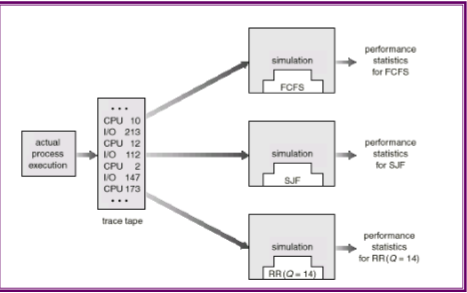 actual
process
execution
• • •
CPU 10
I/O 213
CPU 12
I/O 112
CPU 2
I/O 147
CPU 173
• • •
trace tape
simulation
FCFS
performance
statistics
for FCFS
simulation
SJF
performance
statistics
for SJF
simulation
RR (Q = 14)
performance
statistics
for RR (Q = 14)